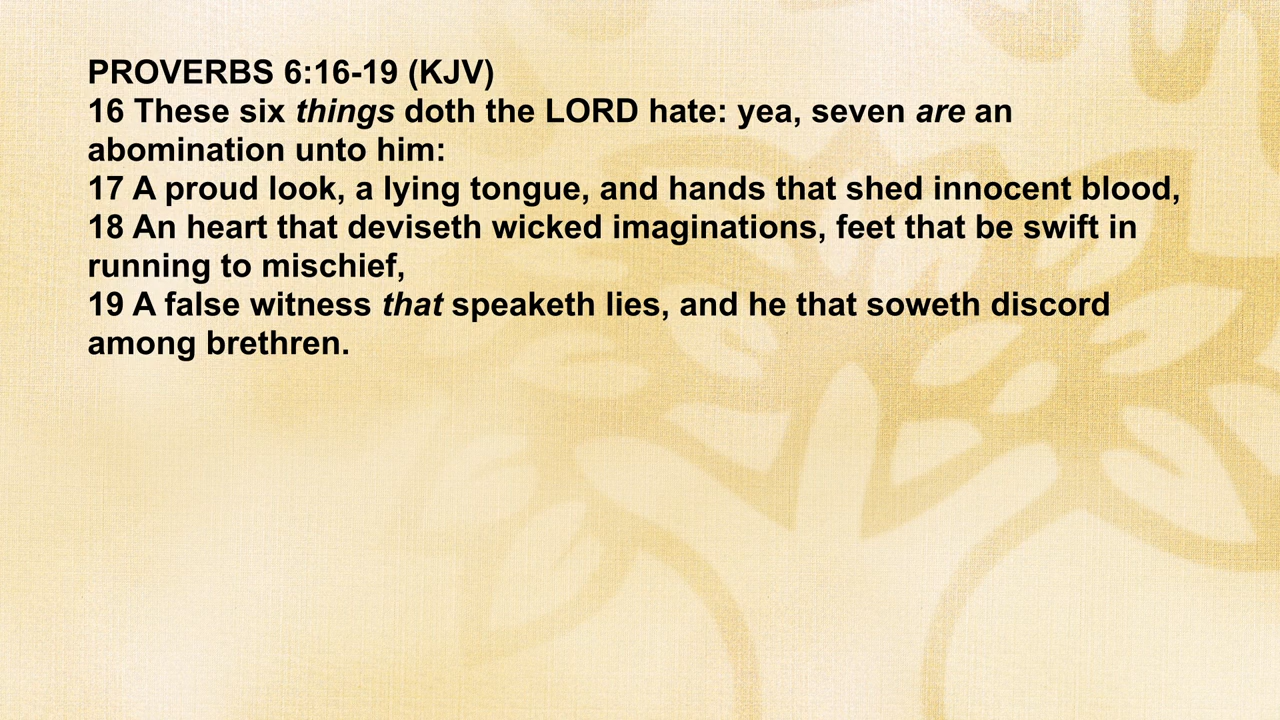 PROVERBS 6:16-19 (KJV)
16 These six things doth the LORD hate: yea, seven are an
abomination unto him:
17 A proud look, a lying tongue, and hands that shed innocent blood,
18 An heart that deviseth wicked imaginations, feet that be swift in
running to mischief,
19 A false witness that speaketh lies, and he that soweth discord
among brethren.